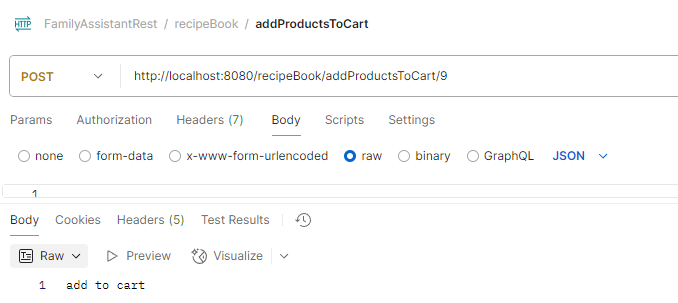 HTTP FamilyAssistantRest / recipeBook / addProductsToCart
POST http://localhost:8080/recipeBook/addProductsToCart/9
Params Authorization Headers (7) Body Scripts Settings
none form-data x-www-form-urlencoded raw binary GraphQL JSON
1
Body Cookies Headers (5) Test Results
Raw Preview Visualize
1 add to cart